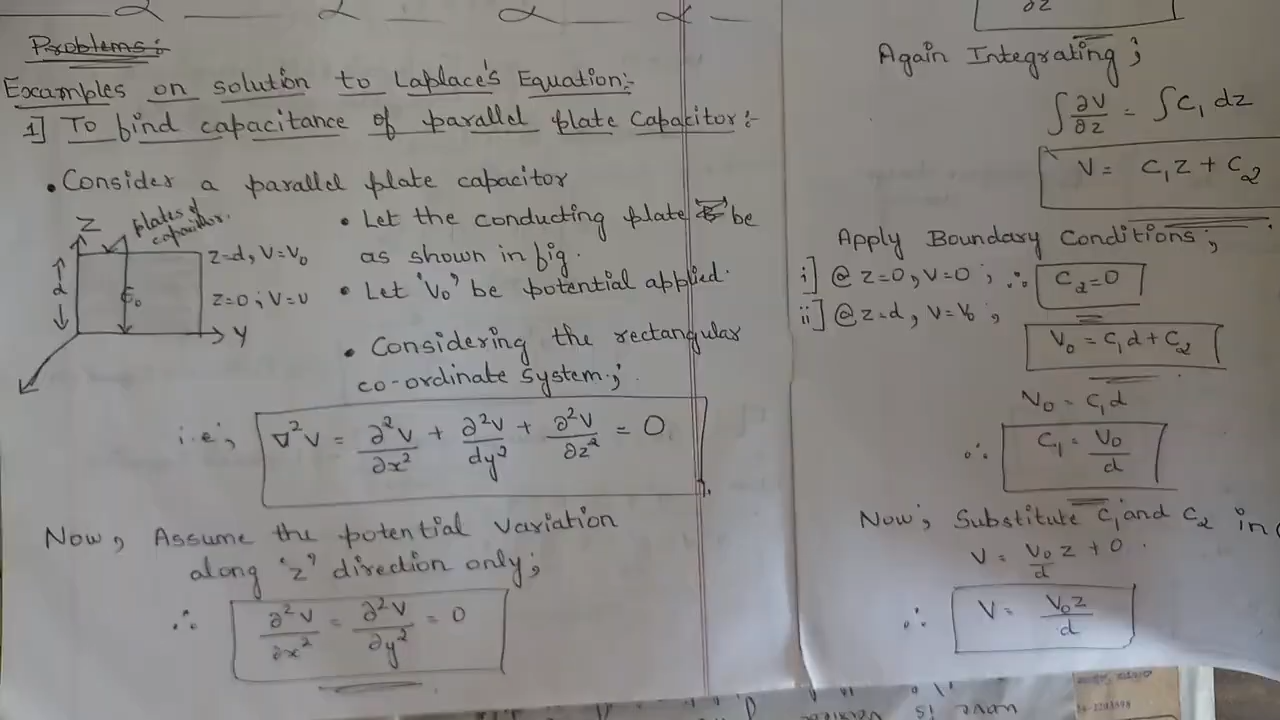 Problems:
Examples on solution to Laplace's Equation:-
1] To find capacitance of parallel plate Capacitor:-
• Consider a parallel plate capacitor
Z
plates of
capacitor.
d
E₀
z=d, V=V₀
z=0; V=0
Y
• Let the conducting plate be
as shown in fig.
• Let 'V₀' be potential applied.
• Considering the rectangular
co-ordinate system;
i.e; ∇²V = ∂²V/∂x² + ∂²V/dy² + ∂²V/∂z² = 0
Now, Assume the potential variation
along 'z' direction only;
∴ ∂²V/∂x² = ∂²V/∂y² = 0
∂z
Again Integrating;
∫ ∂V/∂z = ∫ C₁ dz
V = C₁z + C₂
Apply Boundary Conditions;
i] @ z=0, V=0; ∴ C₂=0
ii] @ z=d, V=V₀;
V₀ = C₁d + C₂
V₀ = C₁d
∴ C₁ = V₀/d
Now; Substitute C₁ and C₂ in
V = V₀/d z + 0.
∴ V = V₀z/d